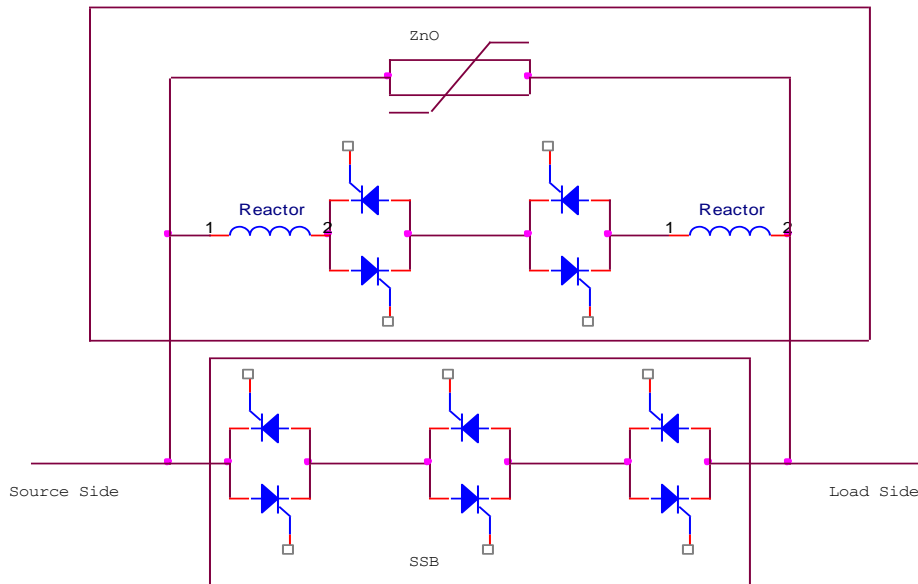 ZnO
Reactor
Reactor
1
2
1
2
Source Side
Load Side
SSB